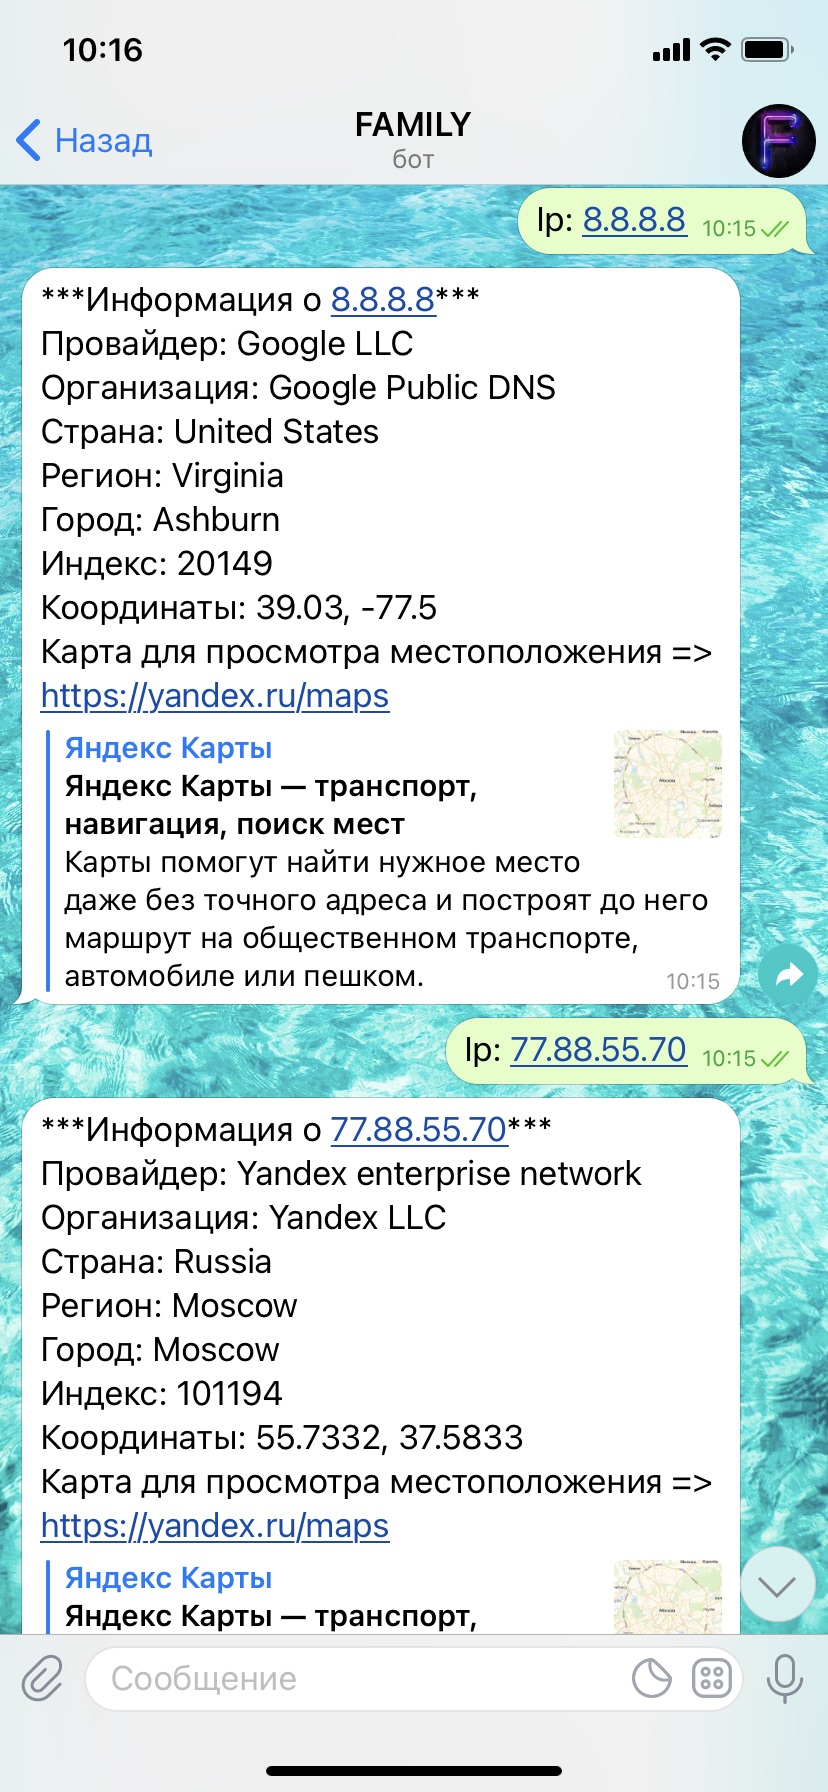 10:16
Назад
FAMILY
бот
Ip: 8.8.8.8 10:15
***Информация о 8.8.8.8***
Провайдер: Google LLC
Организация: Google Public DNS
Страна: United States
Регион: Virginia
Город: Ashburn
Индекс: 20149
Координаты: 39.03, -77.5
Карта для просмотра местоположения =>
https://yandex.ru/maps
Яндекс Карты
Яндекс Карты — транспорт,
навигация, поиск мест
Карты помогут найти нужное место
даже без точного адреса и построят до него
маршрут на общественном транспорте,
автомобиле или пешком.
10:15
Ip: 77.88.55.70 10:15
***Информация о 77.88.55.70***
Провайдер: Yandex enterprise network
Организация: Yandex LLC
Страна: Russia
Регион: Moscow
Город: Moscow
Индекс: 101194
Координаты: 55.7332, 37.5833
Карта для просмотра местоположения =>
https://yandex.ru/maps
Яндекс Карты
Яндекс Карты — транспорт,
Сообщение